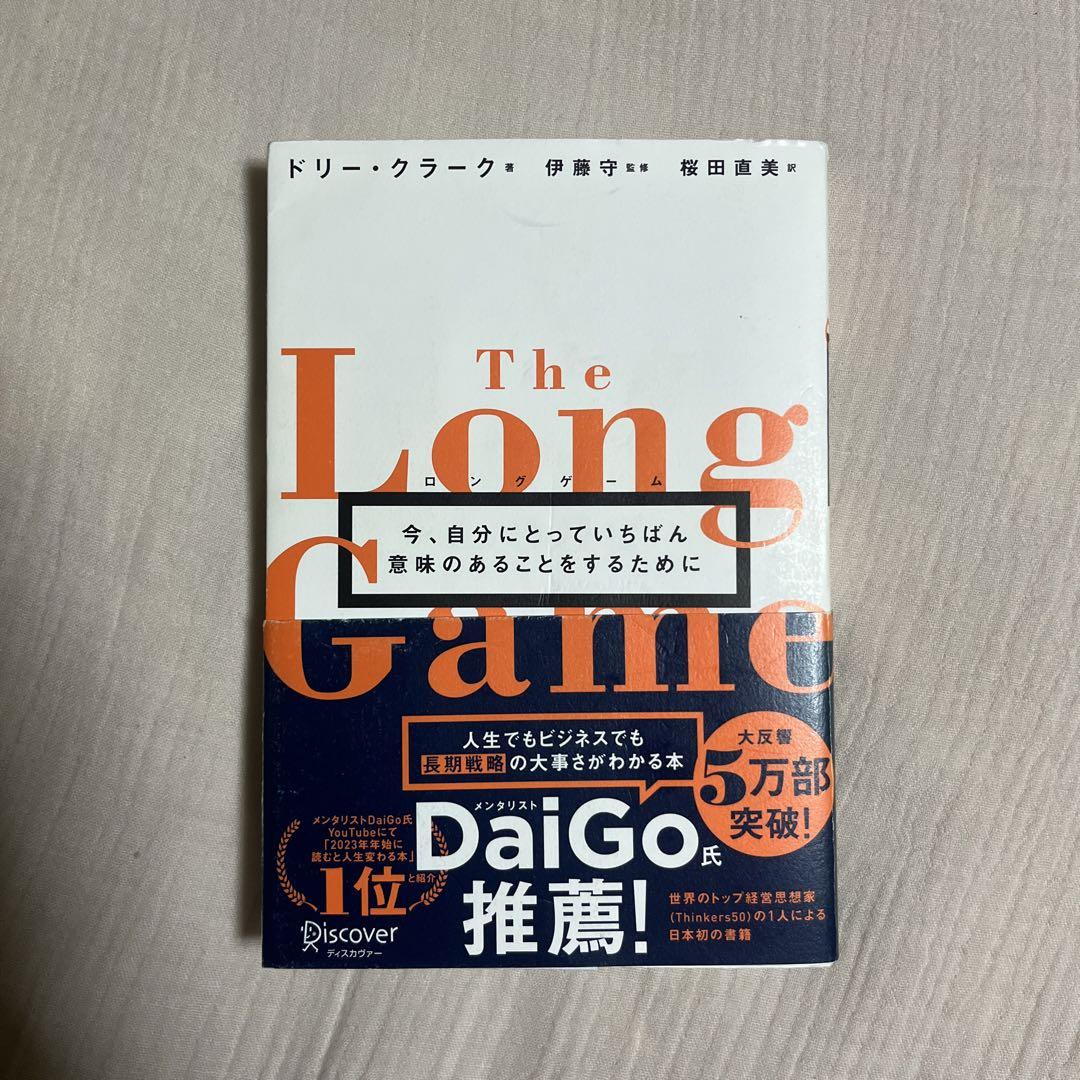 ドリー・クラーク 著 伊藤守 監修 桜田直美 訳
The
Long
ロングゲーム
今、自分にとっていちばん
意味のあることをするために
Game
人生でもビジネスでも
長期戦略の大事さがわかる本
大反響
5万部
突破!
メンタリスト
DaiGo氏
推薦!
メンタリストDaiGo氏
YouTubeにて
「2023年年始に
読むと人生変わる本」
1位と紹介
Discover
ディスカヴァー
世界のトップ経営思想家
(Thinkers50)の1人による
日本初の書籍